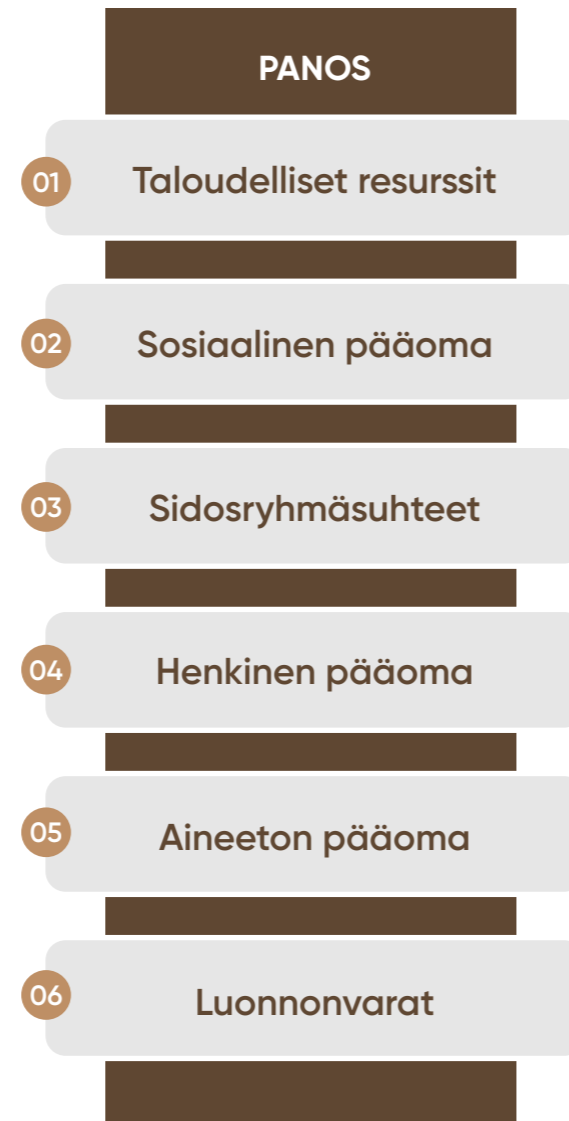 PANOS
01 Taloudelliset resurssit
02 Sosiaalinen pääoma
03 Sidosryhmäsuhteet
04 Henkinen pääoma
05 Aineeton pääoma
06 Luonnonvarat